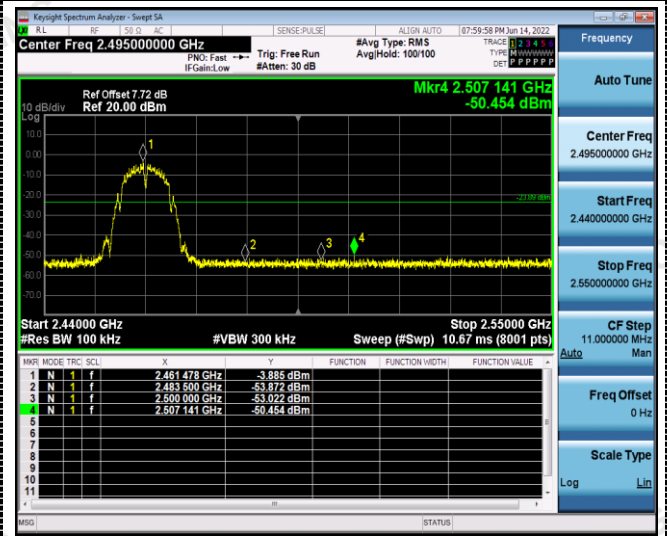 Keysight Spectrum Analyzer - Swept SA
RL RF 50 Ω AC SENSE:PULSE ALIGN AUTO 07:59:58 PM Jun 14, 2022
Center Freq 2.495000000 GHz
PNO: Fast
IFGain:Low
Trig: Free Run
#Atten: 30 dB
#Avg Type: RMS
Avg|Hold: 100/100
TRACE 1 2 3 4 5 6
TYPE M WWWWW
DET P P P P P P
Frequency
Mkr4 2.507 141 GHz
-50.454 dBm
Ref Offset 7.72 dB
10 dB/div Ref 20.00 dBm
Log
10.0
0.00
-10.0
-20.0
-30.0
-40.0
-50.0
-60.0
-70.0
1
2
3
4
-23.89 dBm
Start 2.44000 GHz Stop 2.55000 GHz
#Res BW 100 kHz #VBW 300 kHz Sweep (#Swp) 10.67 ms (8001 pts)
MKR MODE TRC SCL X Y FUNCTION FUNCTION WIDTH FUNCTION VALUE
1 N 1 f 2.461 478 GHz -3.885 dBm
2 N 1 f 2.483 500 GHz -53.872 dBm
3 N 1 f 2.500 000 GHz -53.022 dBm
4 N 1 f 2.507 141 GHz -50.454 dBm
5
6
7
8
9
10
11
MSG STATUS
Auto Tune
Center Freq
2.495000000 GHz
Start Freq
2.440000000 GHz
Stop Freq
2.550000000 GHz
CF Step
11.000000 MHz
Auto Man
Freq Offset
0 Hz
Scale Type
Log Lin